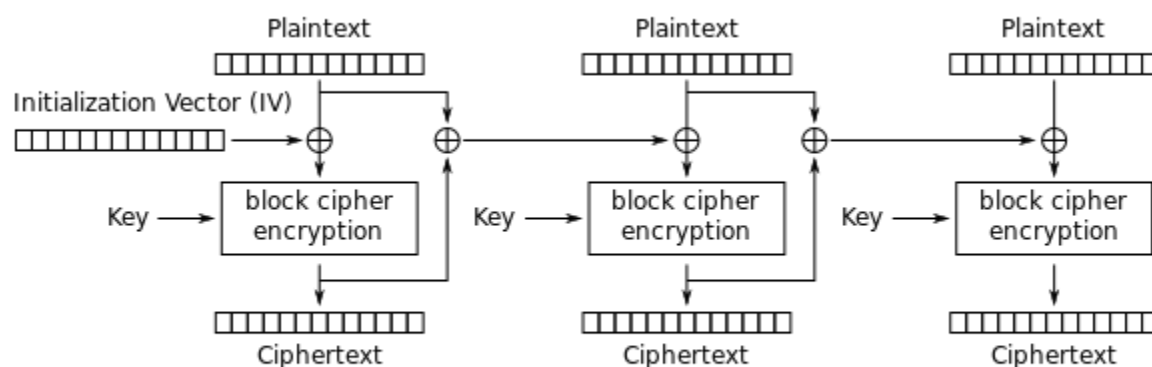 Plaintext
Plaintext
Plaintext
Initialization Vector (IV)
Key
block cipher
encryption
Key
block cipher
encryption
Key
block cipher
encryption
Ciphertext
Ciphertext
Ciphertext